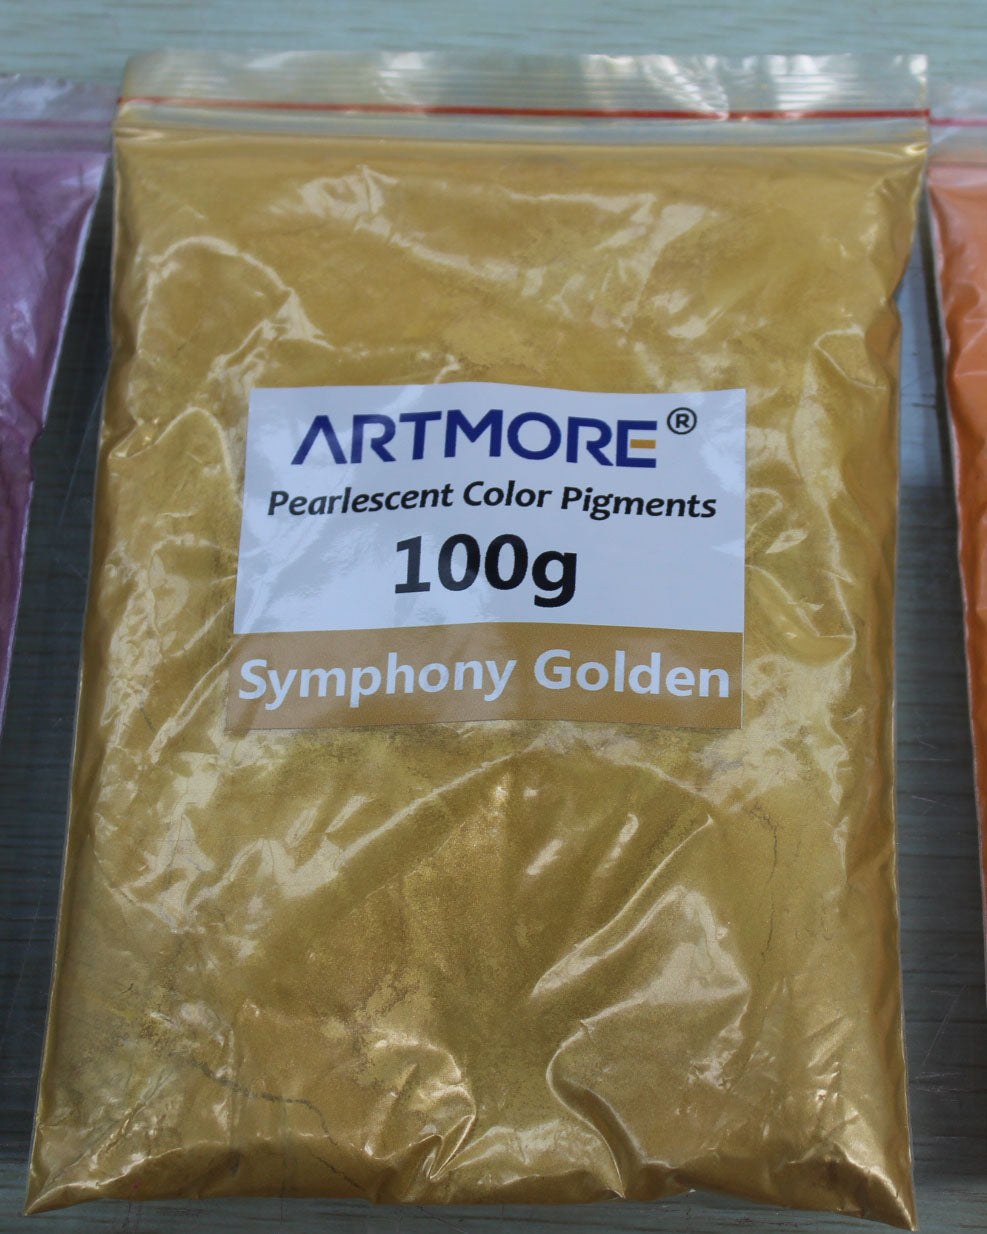 ARTMORE®
Pearlescent Color Pigments
100g
Symphony Golden